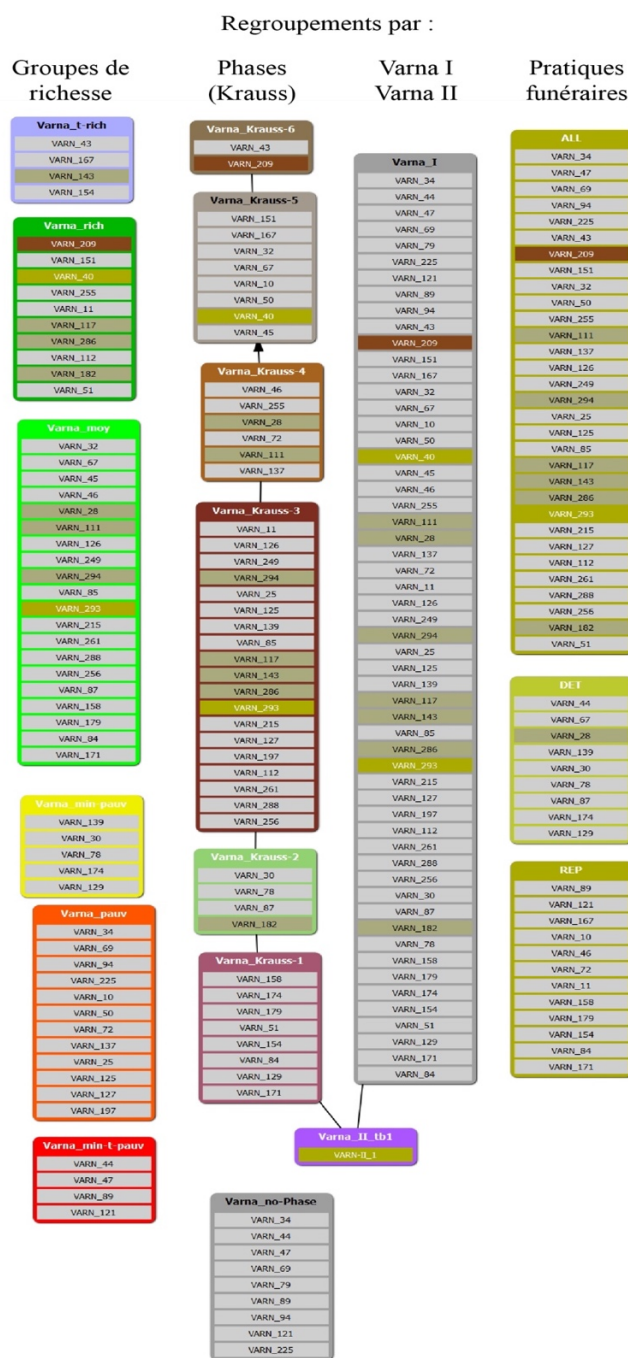 Regroupements par :
Groupes de
richesse
Varna_t-rich
VARN_43
VARN_167
VARN_143
VARN_154
Varna_rich
VARN_209
VARN_151
VARN_40
VARN_255
VARN_11
VARN_117
VARN_286
VARN_112
VARN_182
VARN_51
Varna_moy
VARN_32
VARN_67
VARN_45
VARN_46
VARN_28
VARN_111
VARN_126
VARN_249
VARN_294
VARN_85
VARN_293
VARN_215
VARN_261
VARN_288
VARN_256
VARN_87
VARN_158
VARN_179
VARN_84
VARN_171
Varna_min-pauv
VARN_139
VARN_30
VARN_78
VARN_174
VARN_129
Varna_pauv
VARN_34
VARN_69
VARN_94
VARN_225
VARN_10
VARN_50
VARN_72
VARN_137
VARN_25
VARN_125
VARN_127
VARN_197
Varna_min-t-pauv
VARN_44
VARN_47
VARN_89
VARN_121
Phases
(Krauss)
Varna_Krauss-6
VARN_43
VARN_209
Varna_Krauss-5
VARN_151
VARN_167
VARN_32
VARN_67
VARN_10
VARN_50
VARN_40
VARN_45
Varna_Krauss-4
VARN_46
VARN_255
VARN_28
VARN_72
VARN_111
VARN_137
Varna_Krauss-3
VARN_11
VARN_126
VARN_249
VARN_294
VARN_25
VARN_125
VARN_139
VARN_85
VARN_117
VARN_143
VARN_286
VARN_293
VARN_215
VARN_127
VARN_197
VARN_112
VARN_261
VARN_288
VARN_256
Varna_Krauss-2
VARN_30
VARN_78
VARN_87
VARN_182
Varna_Krauss-1
VARN_158
VARN_174
VARN_179
VARN_51
VARN_154
VARN_84
VARN_129
VARN_171
Varna I
Varna II
Varna_I
VARN_34
VARN_44
VARN_47
VARN_69
VARN_79
VARN_225
VARN_121
VARN_89
VARN_94
VARN_43
VARN_209
VARN_151
VARN_167
VARN_32
VARN_67
VARN_10
VARN_50
VARN_40
VARN_45
VARN_46
VARN_255
VARN_111
VARN_28
VARN_137
VARN_72
VARN_11
VARN_126
VARN_249
VARN_294
VARN_25
VARN_125
VARN_139
VARN_117
VARN_143
VARN_85
VARN_286
VARN_293
VARN_215
VARN_127
VARN_197
VARN_112
VARN_261
VARN_288
VARN_256
VARN_30
VARN_87
VARN_182
VARN_78
VARN_158
VARN_179
VARN_174
VARN_154
VARN_51
VARN_129
VARN_171
VARN_84
Varna_II_tb1
VARN-II_1
Varna_no-Phase
VARN_34
VARN_44
VARN_47
VARN_69
VARN_79
VARN_89
VARN_94
VARN_121
VARN_225
Pratiques
funéraires
ALL
VARN_34
VARN_47
VARN_69
VARN_94
VARN_225
VARN_43
VARN_209
VARN_151
VARN_32
VARN_50
VARN_255
VARN_111
VARN_137
VARN_126
VARN_249
VARN_294
VARN_25
VARN_125
VARN_85
VARN_117
VARN_143
VARN_286
VARN_293
VARN_215
VARN_127
VARN_112
VARN_261
VARN_288
VARN_256
VARN_182
VARN_51
DET
VARN_44
VARN_67
VARN_28
VARN_139
VARN_30
VARN_78
VARN_87
VARN_174
VARN_129
REP
VARN_89
VARN_121
VARN_167
VARN_10
VARN_46
VARN_72
VARN_11
VARN_158
VARN_179
VARN_154
VARN_84
VARN_171